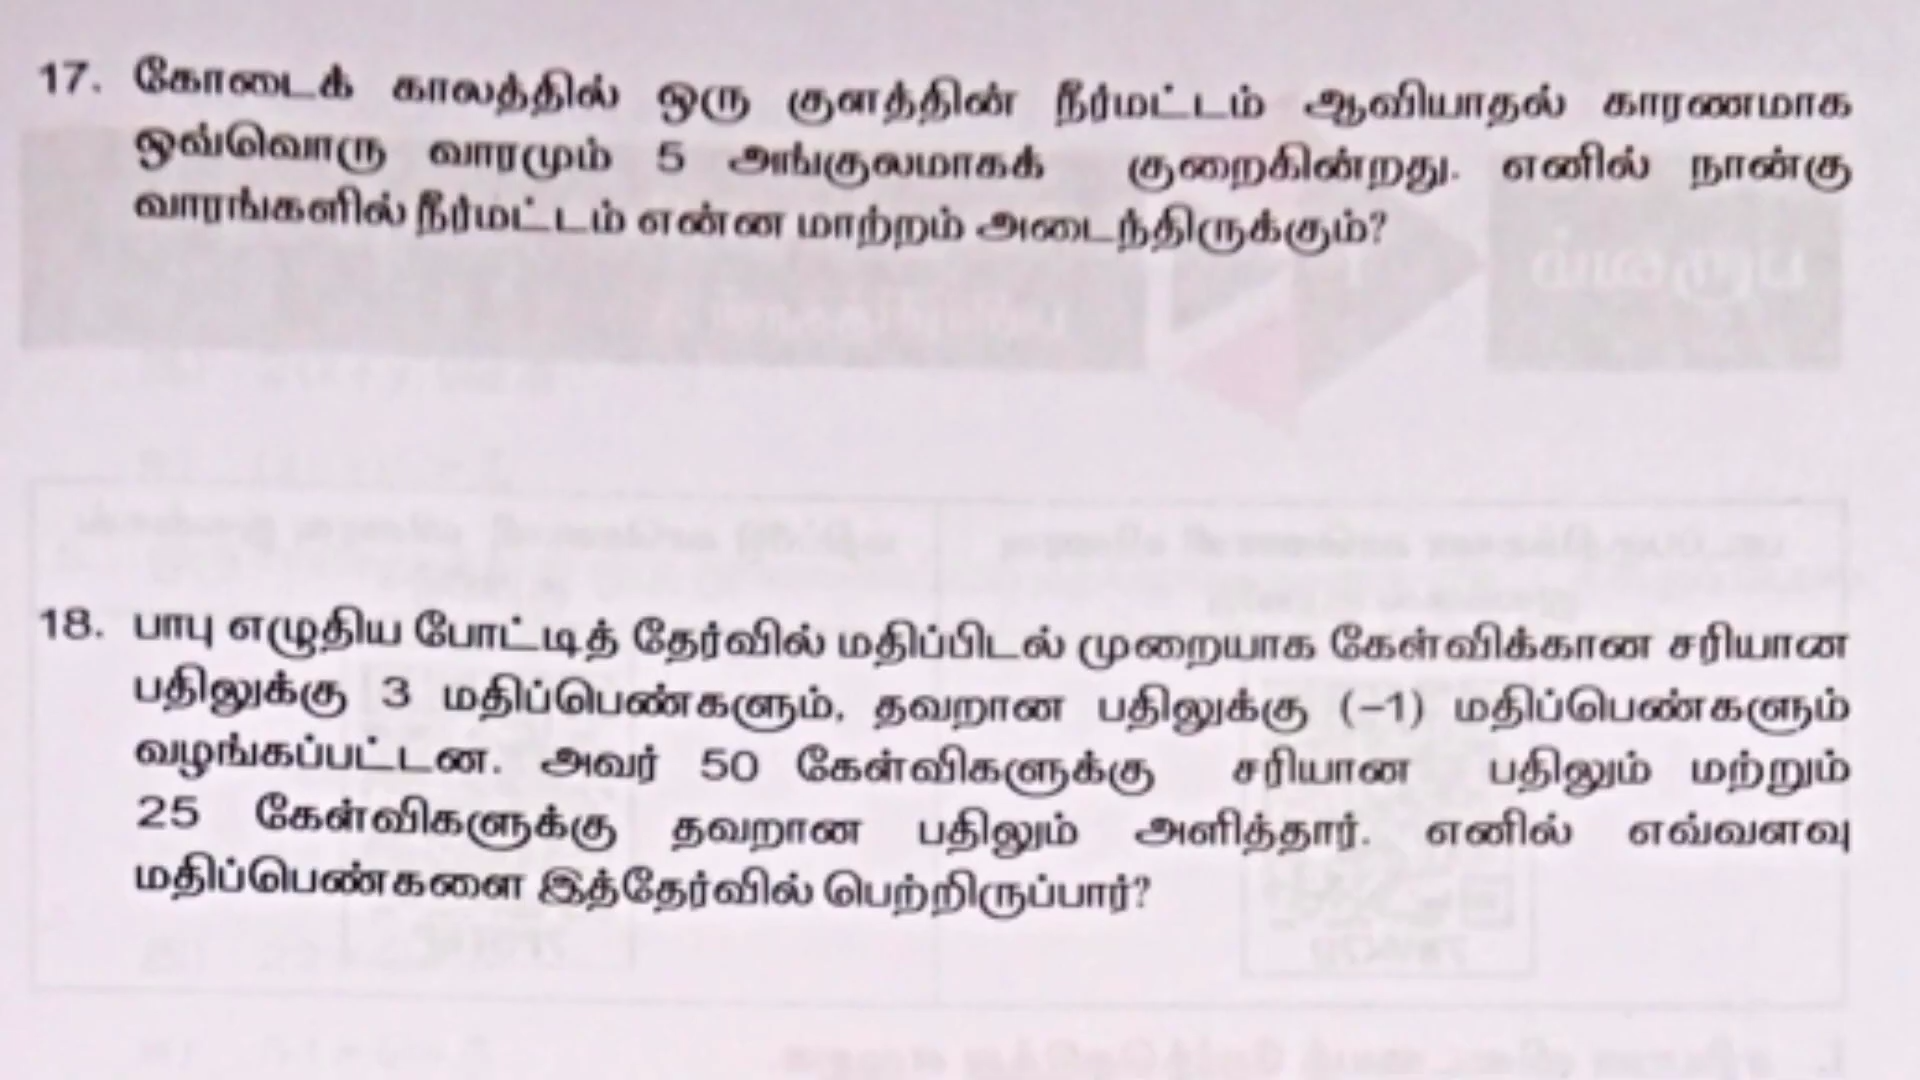 17. கோடைக் காலத்தில் ஒரு குளத்தின் நீர்மட்டம் ஆவியாதல் காரணமாக
ஒவ்வொரு வாரமும் 5 அங்குலமாகக் குறைகின்றது. எனில் நான்கு
வாரங்களில் நீர்மட்டம் என்ன மாற்றம் அடைந்திருக்கும்?
18. பாபு எழுதிய போட்டித் தேர்வில் மதிப்பிடல் முறையாக கேள்விக்கான சரியான
பதிலுக்கு 3 மதிப்பெண்களும், தவறான பதிலுக்கு (−1) மதிப்பெண்களும்
வழங்கப்பட்டன. அவர் 50 கேள்விகளுக்கு சரியான பதிலும் மற்றும்
25 கேள்விகளுக்கு தவறான பதிலும் அளித்தார். எனில் எவ்வளவு
மதிப்பெண்களை இத்தேர்வில் பெற்றிருப்பார்?